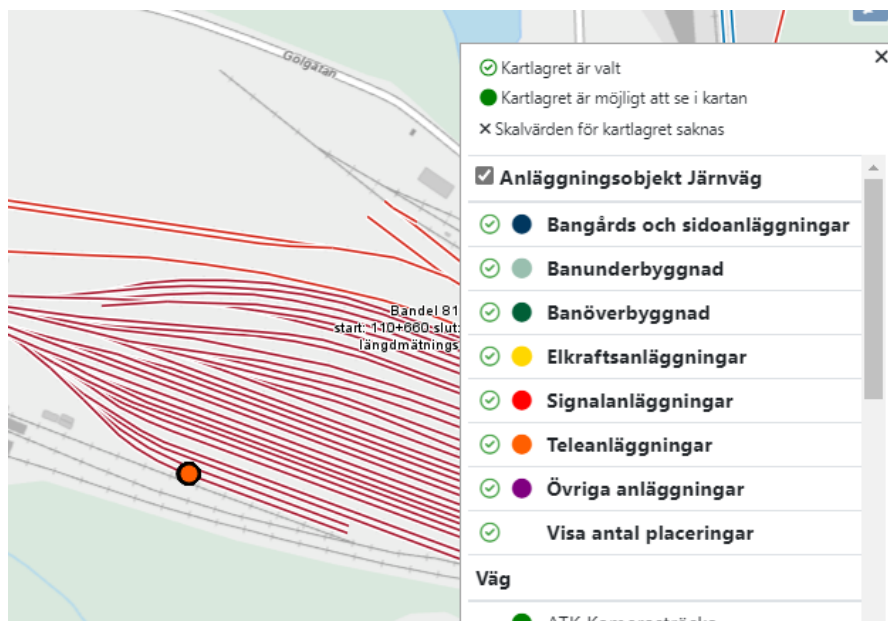 Golgatan
Bandel 81
start: 110+660 slut:
längdmätnings
Kartlagret är valt
Kartlagret är möjligt att se i kartan
Skalvärden för kartlagret saknas
Anläggningsobjekt Järnväg
Bangårds och sidoanläggningar
Banunderbyggnad
Banöverbyggnad
Elkraftsanläggningar
Signalanläggningar
Teleanläggningar
Övriga anläggningar
Visa antal placeringar
Väg